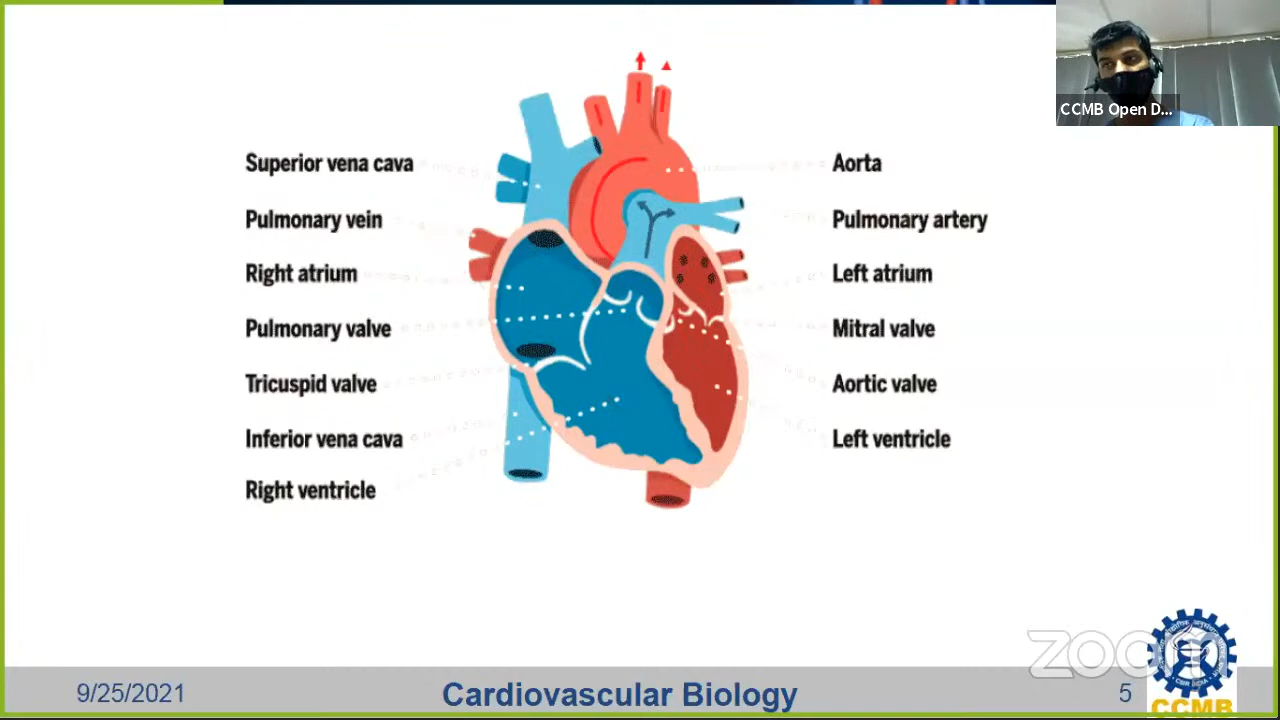 CCMB Open D...
Superior vena cava
Pulmonary vein
Right atrium
Pulmonary valve
Tricuspid valve
Inferior vena cava
Right ventricle
Aorta
Pulmonary artery
Left atrium
Mitral valve
Aortic valve
Left ventricle
zoom
9/25/2021
Cardiovascular Biology
5
CCMB